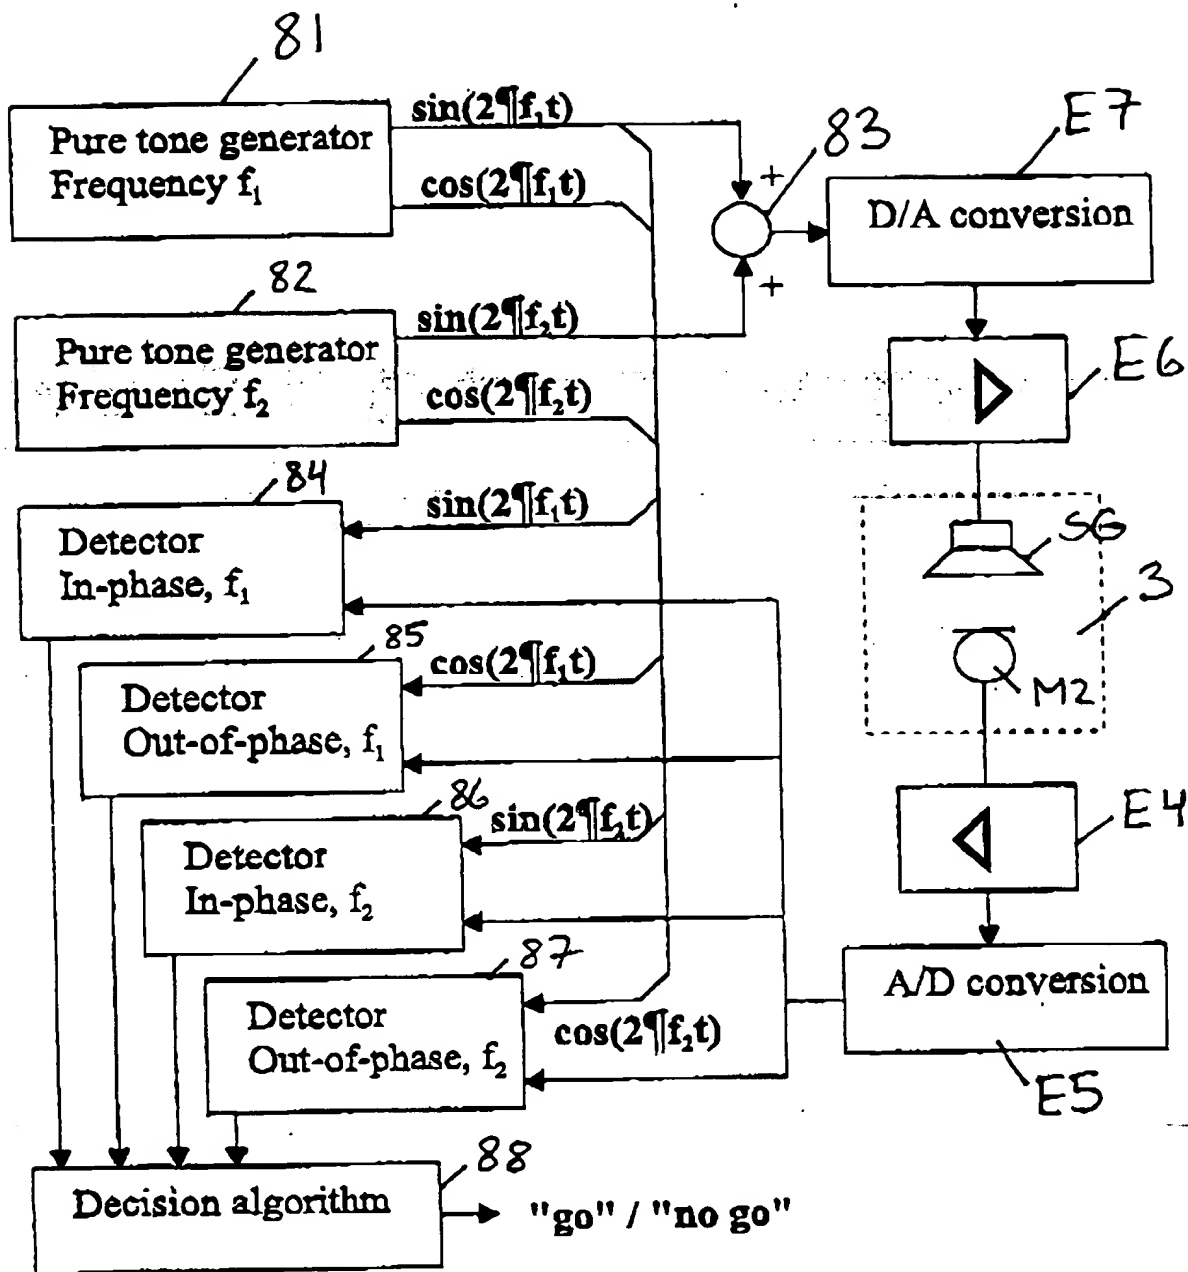 81
Pure tone generator
Frequency f₁
sin(2¶f₁t)
cos(2¶f₁t)
83
+
+
E7
D/A conversion
82
Pure tone generator
Frequency f₂
sin(2¶f₂t)
cos(2¶f₂t)
E6
84
Detector
In-phase, f₁
sin(2¶f₁t)
SG
3
M2
85
Detector
Out-of-phase, f₁
cos(2¶f₁t)
86
Detector
In-phase, f₂
sin(2¶f₂t)
E4
87
Detector
Out-of-phase, f₂
cos(2¶f₂t)
A/D conversion
E5
88
Decision algorithm
"go" / "no go"